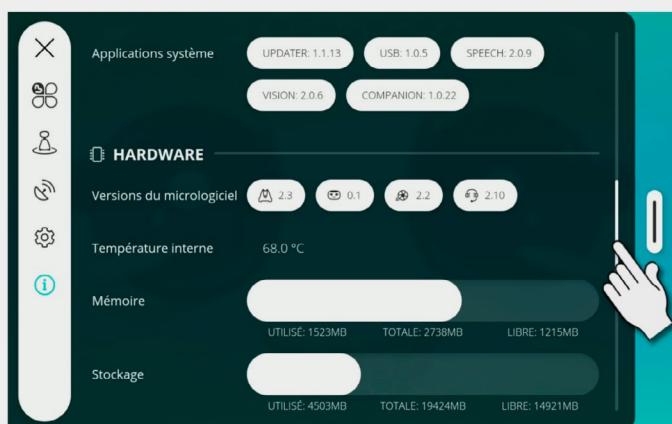 Applications système UPDATER: 1.1.13 USB: 1.0.5 SPEECH: 2.0.9
VISION: 2.0.6 COMPANION: 1.0.22
HARDWARE
Versions du micrologiciel 2.3 0.1 2.2 2.10
Température interne 68.0 °C
Mémoire
UTILISÉ: 1523MB TOTALE: 2738MB LIBRE: 1215MB
Stockage
UTILISÉ: 4503MB TOTALE: 19424MB LIBRE: 14921MB